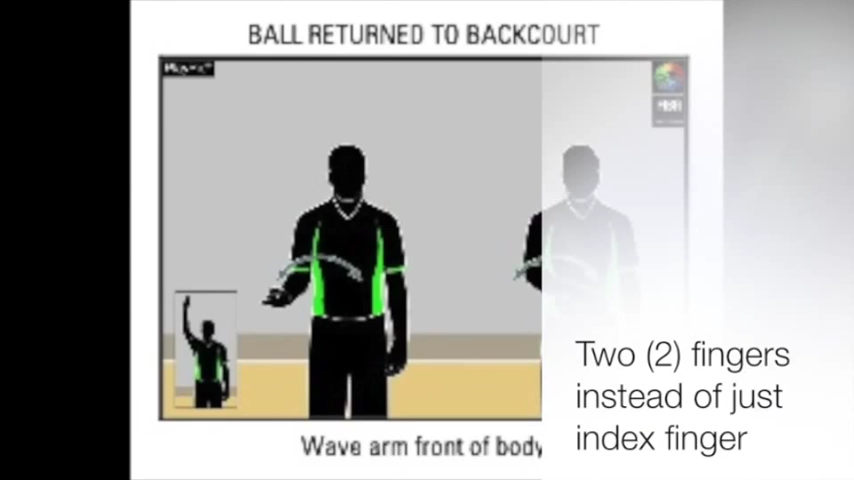 BALL RETURNED TO BACKCOURT
Wave arm front of body
Two (2) fingers
instead of just
index finger